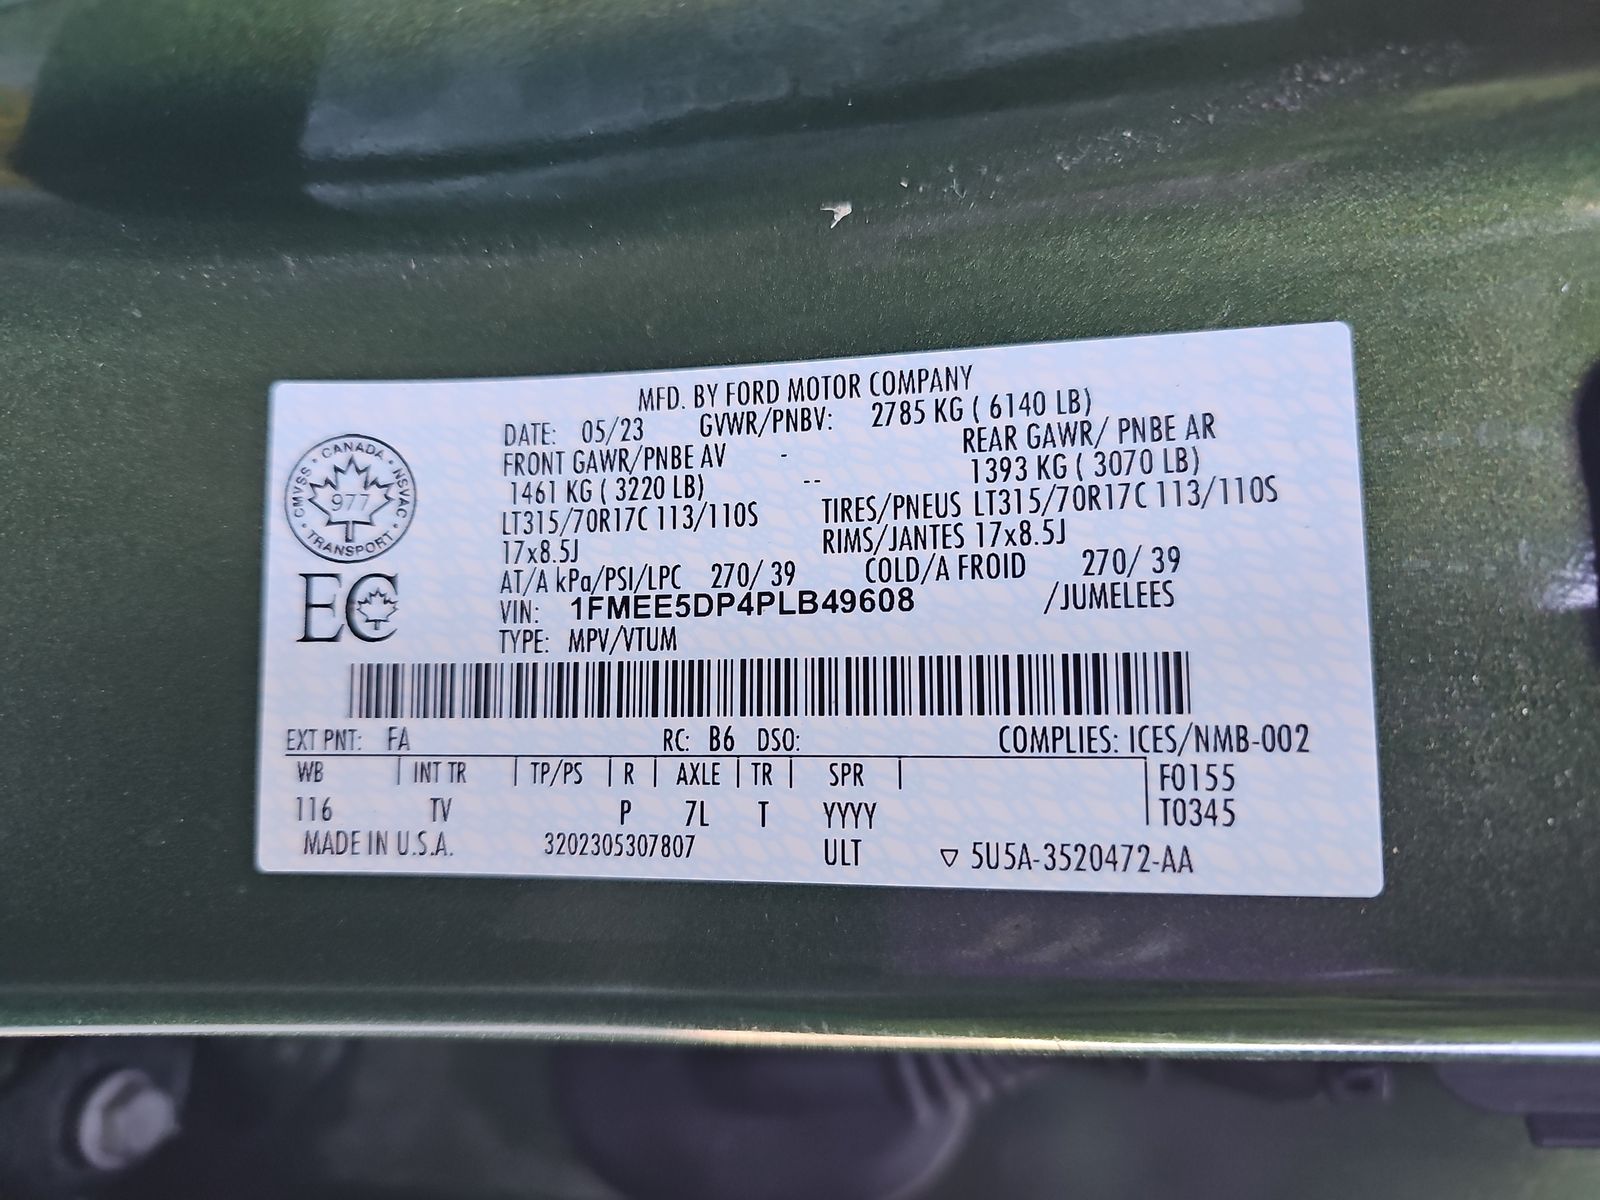 MFD. BY FORD MOTOR COMPANY
DATE: 05/23 GVWR/PNBV: 2785 KG ( 6140 LB)
FRONT GAWR/PNBE AV - REAR GAWR/ PNBE AR
1461 KG ( 3220 LB) -- 1393 KG ( 3070 LB)
LT315/70R17C 113/110S TIRES/PNEUS LT315/70R17C 113/110S
17x8.5J RIMS/JANTES 17x8.5J
AT/A kPa/PSI/LPC 270/ 39 COLD/A FROID 270/ 39
VIN: 1FMEE5DP4PLB49608 /JUMELEES
TYPE: MPV/VTUM
CANADA
CMVSS 977 NSVAC
TRANSPORT
EC
EXT PNT: FA RC: B6 DSO: COMPLIES: ICES/NMB-002
WB | INT TR | TP/PS | R | AXLE | TR | SPR | F0155
116 TV P 7L T YYYY T0345
MADE IN U.S.A. 3202305307807 ULT ▽ 5U5A-3520472-AA